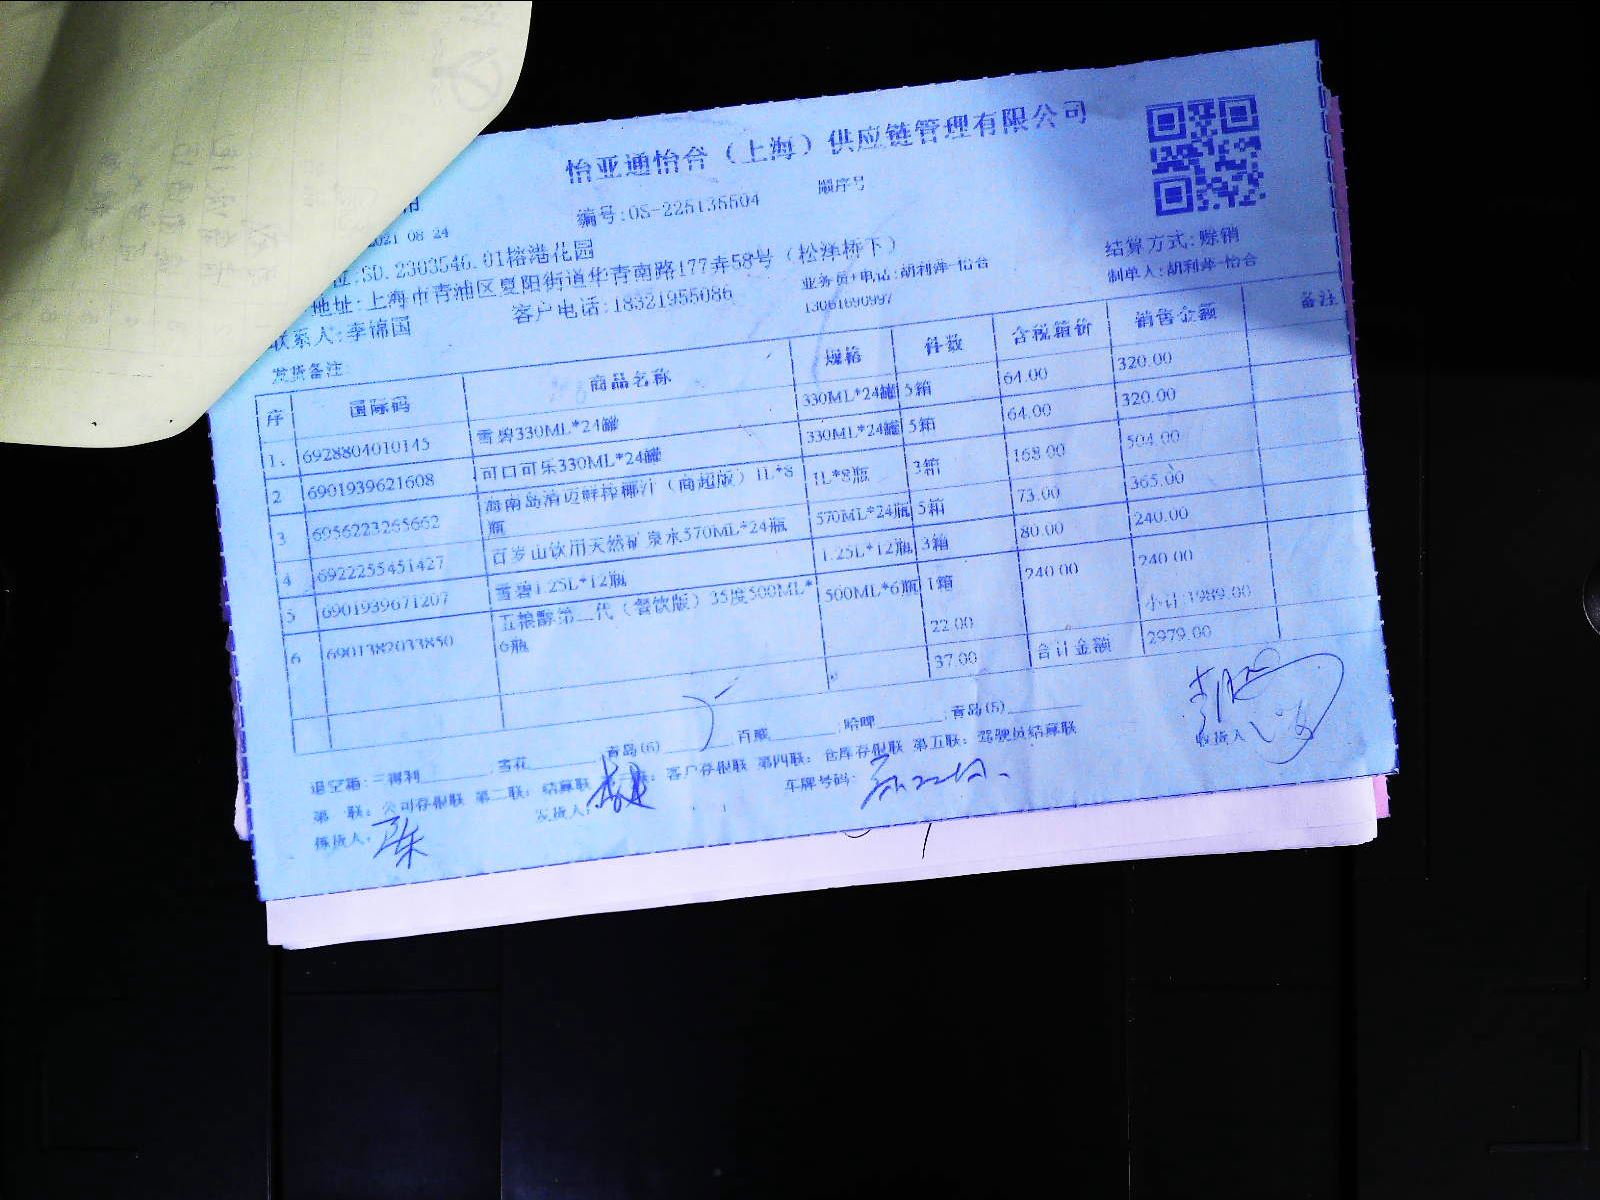 怡亚通怡合（上海）供应链管理有限公司
编号:OS-225135504 顺序号
2021 08 24
SD.2303546.01榕港花园
结算方式:赊销
地址:上海市青浦区夏阳街道华青南路177弄58号（松泽桥下）
业务员+电话:胡利萍-怡合
制单人:胡利萍-怡合
联系人:李锦国 客户电话:18321955086
13061690997
发货备注
序 国际码 商品名称 规格 件数 含税箱价 销售金额 备注
1、 6928804010145 雪碧330ML*24罐 330ML*24罐 5箱 64.00 320.00
2 6901939621608 可口可乐330ML*24罐 330ML*24罐 5箱 64.00 320.00
3 6956223265662 海南岛清迈鲜榨椰汁（商超版）1L*8瓶 1L*8瓶 3箱 168.00 504.00
4 6922255451427 百岁山饮用天然矿泉水570ML*24瓶 570ML*24瓶 5箱 73.00 365.00
5 6901939671207 雪碧1.25L*12瓶 1.25L*12瓶 3箱 80.00 240.00
6 6901382033850 五粮醇第二代（餐饮版）35度500ML*6瓶 500ML*6瓶 1箱 240.00 240.00
22.00 小计:1989.00
37.00 合计金额 2979.00
退空箱:三得利 ,雪花 ,青岛(6) ,百威 ,哈啤 ,青岛(5)
第一联: 公司存根联 第二联: 结算联 第三联: 客户存根联 第四联: 仓库存根联 第五联: 驾驶员结算联
拣货人: 发货人: 车牌号码: 收货人